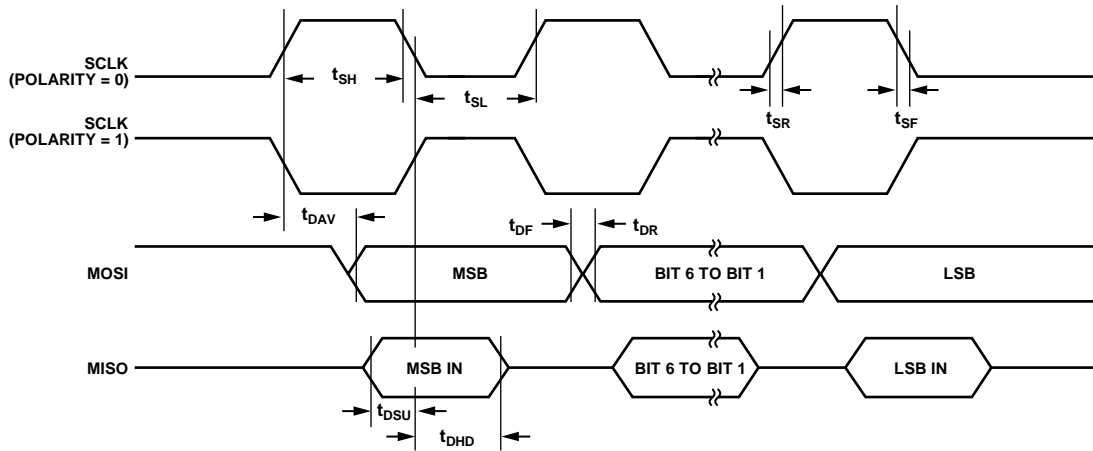 SCLK
(POLARITY = 0)
tSH
tSL
tSR
tSF
SCLK
(POLARITY = 1)
tDAV
tDF
tDR
MOSI
MSB
BIT 6 TO BIT 1
LSB
MISO
MSB IN
BIT 6 TO BIT 1
LSB IN
tDSU
tDHD